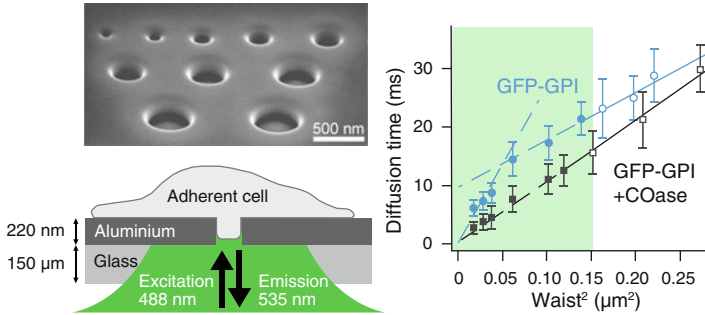 500 nm
Adherent cell
220 nm
Aluminium
150 µm
Glass
Excitation
488 nm
Emission
535 nm
Diffusion time (ms)
30
20
10
0
GFP-GPI
GFP-GPI
+COase
0
0.05
0.10
0.15
0.20
0.25
Waist² (µm²)